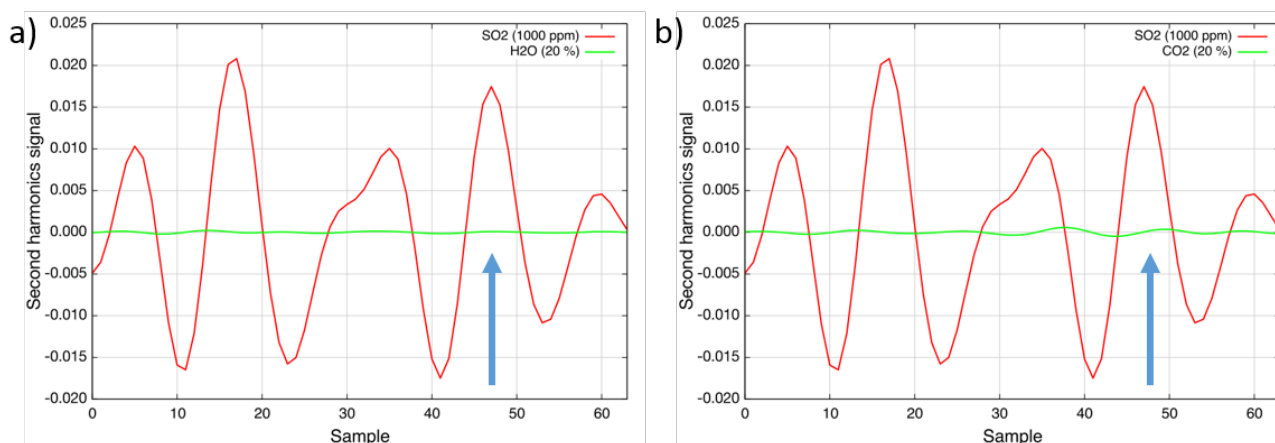 a)
0.025
0.020
0.015
0.010
0.005
0.000
-0.005
-0.010
-0.015
-0.020
Second harmonics signal
SO2 (1000 ppm)
H2O (20 %)
0 10 20 30 40 50 60
Sample
b)
0.025
0.020
0.015
0.010
0.005
0.000
-0.005
-0.010
-0.015
-0.020
Second harmonics signal
SO2 (1000 ppm)
CO2 (20 %)
0 10 20 30 40 50 60
Sample